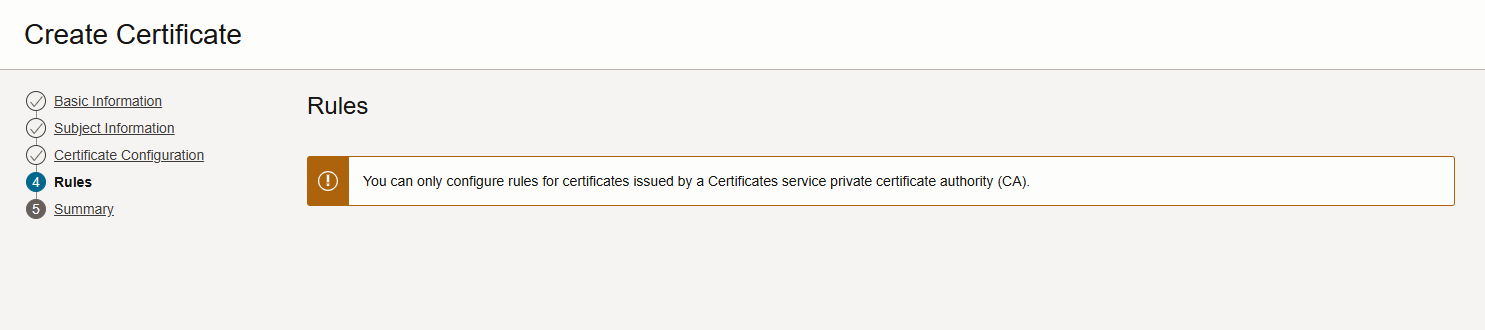 Create Certificate
Basic Information
Subject Information
Certificate Configuration
4 Rules
5 Summary
Rules
You can only configure rules for certificates issued by a Certificates service private certificate authority (CA).